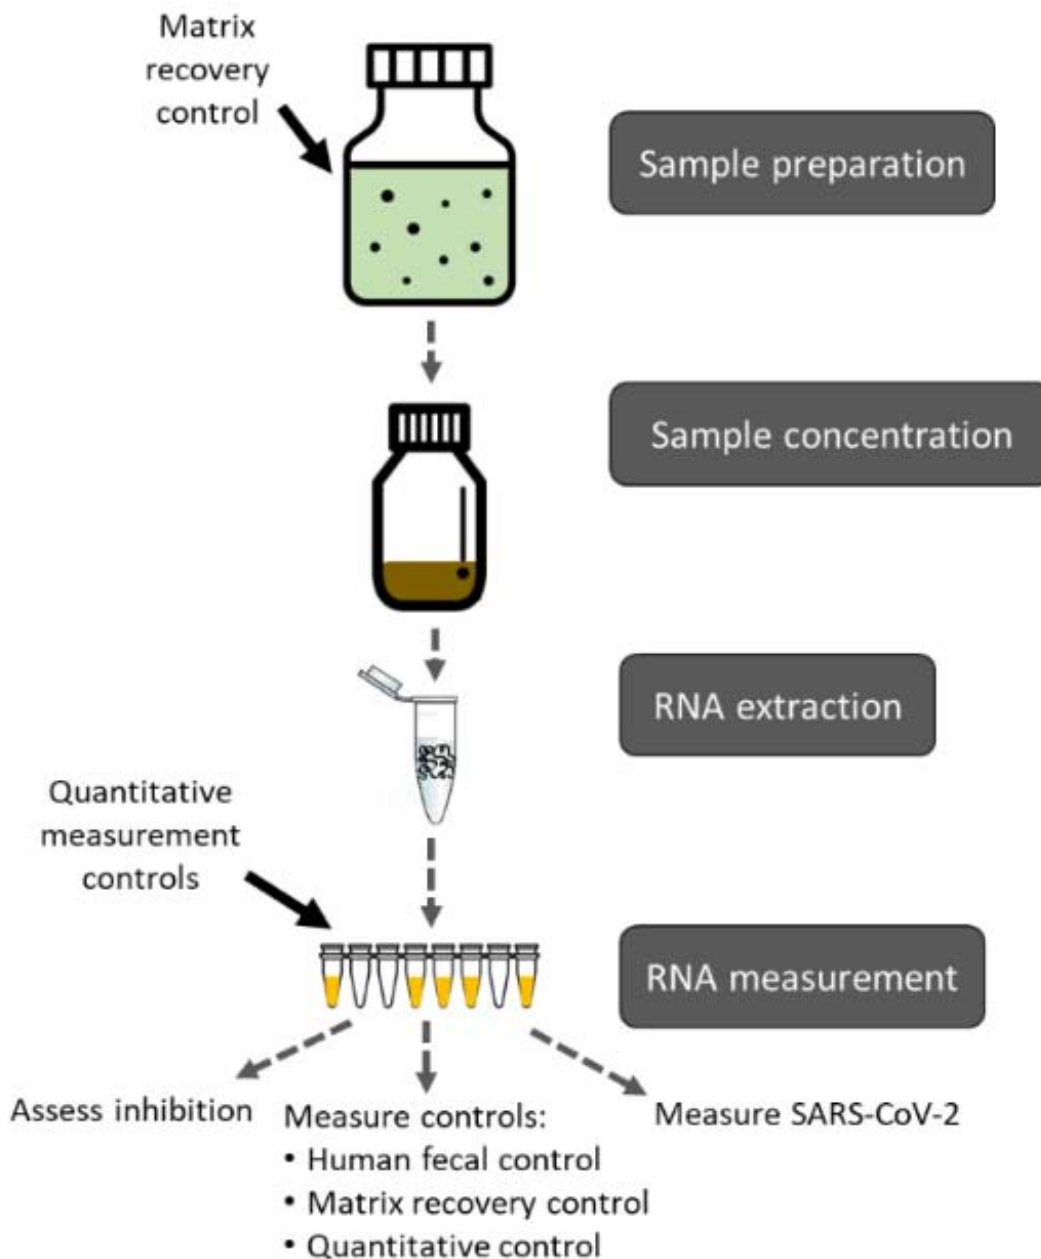 Matrix
recovery
control
Sample preparation
Sample concentration
RNA extraction
Quantitative
measurement
controls
RNA measurement
Assess inhibition
Measure controls:
• Human fecal control
• Matrix recovery control
• Quantitative control
Measure SARS-CoV-2